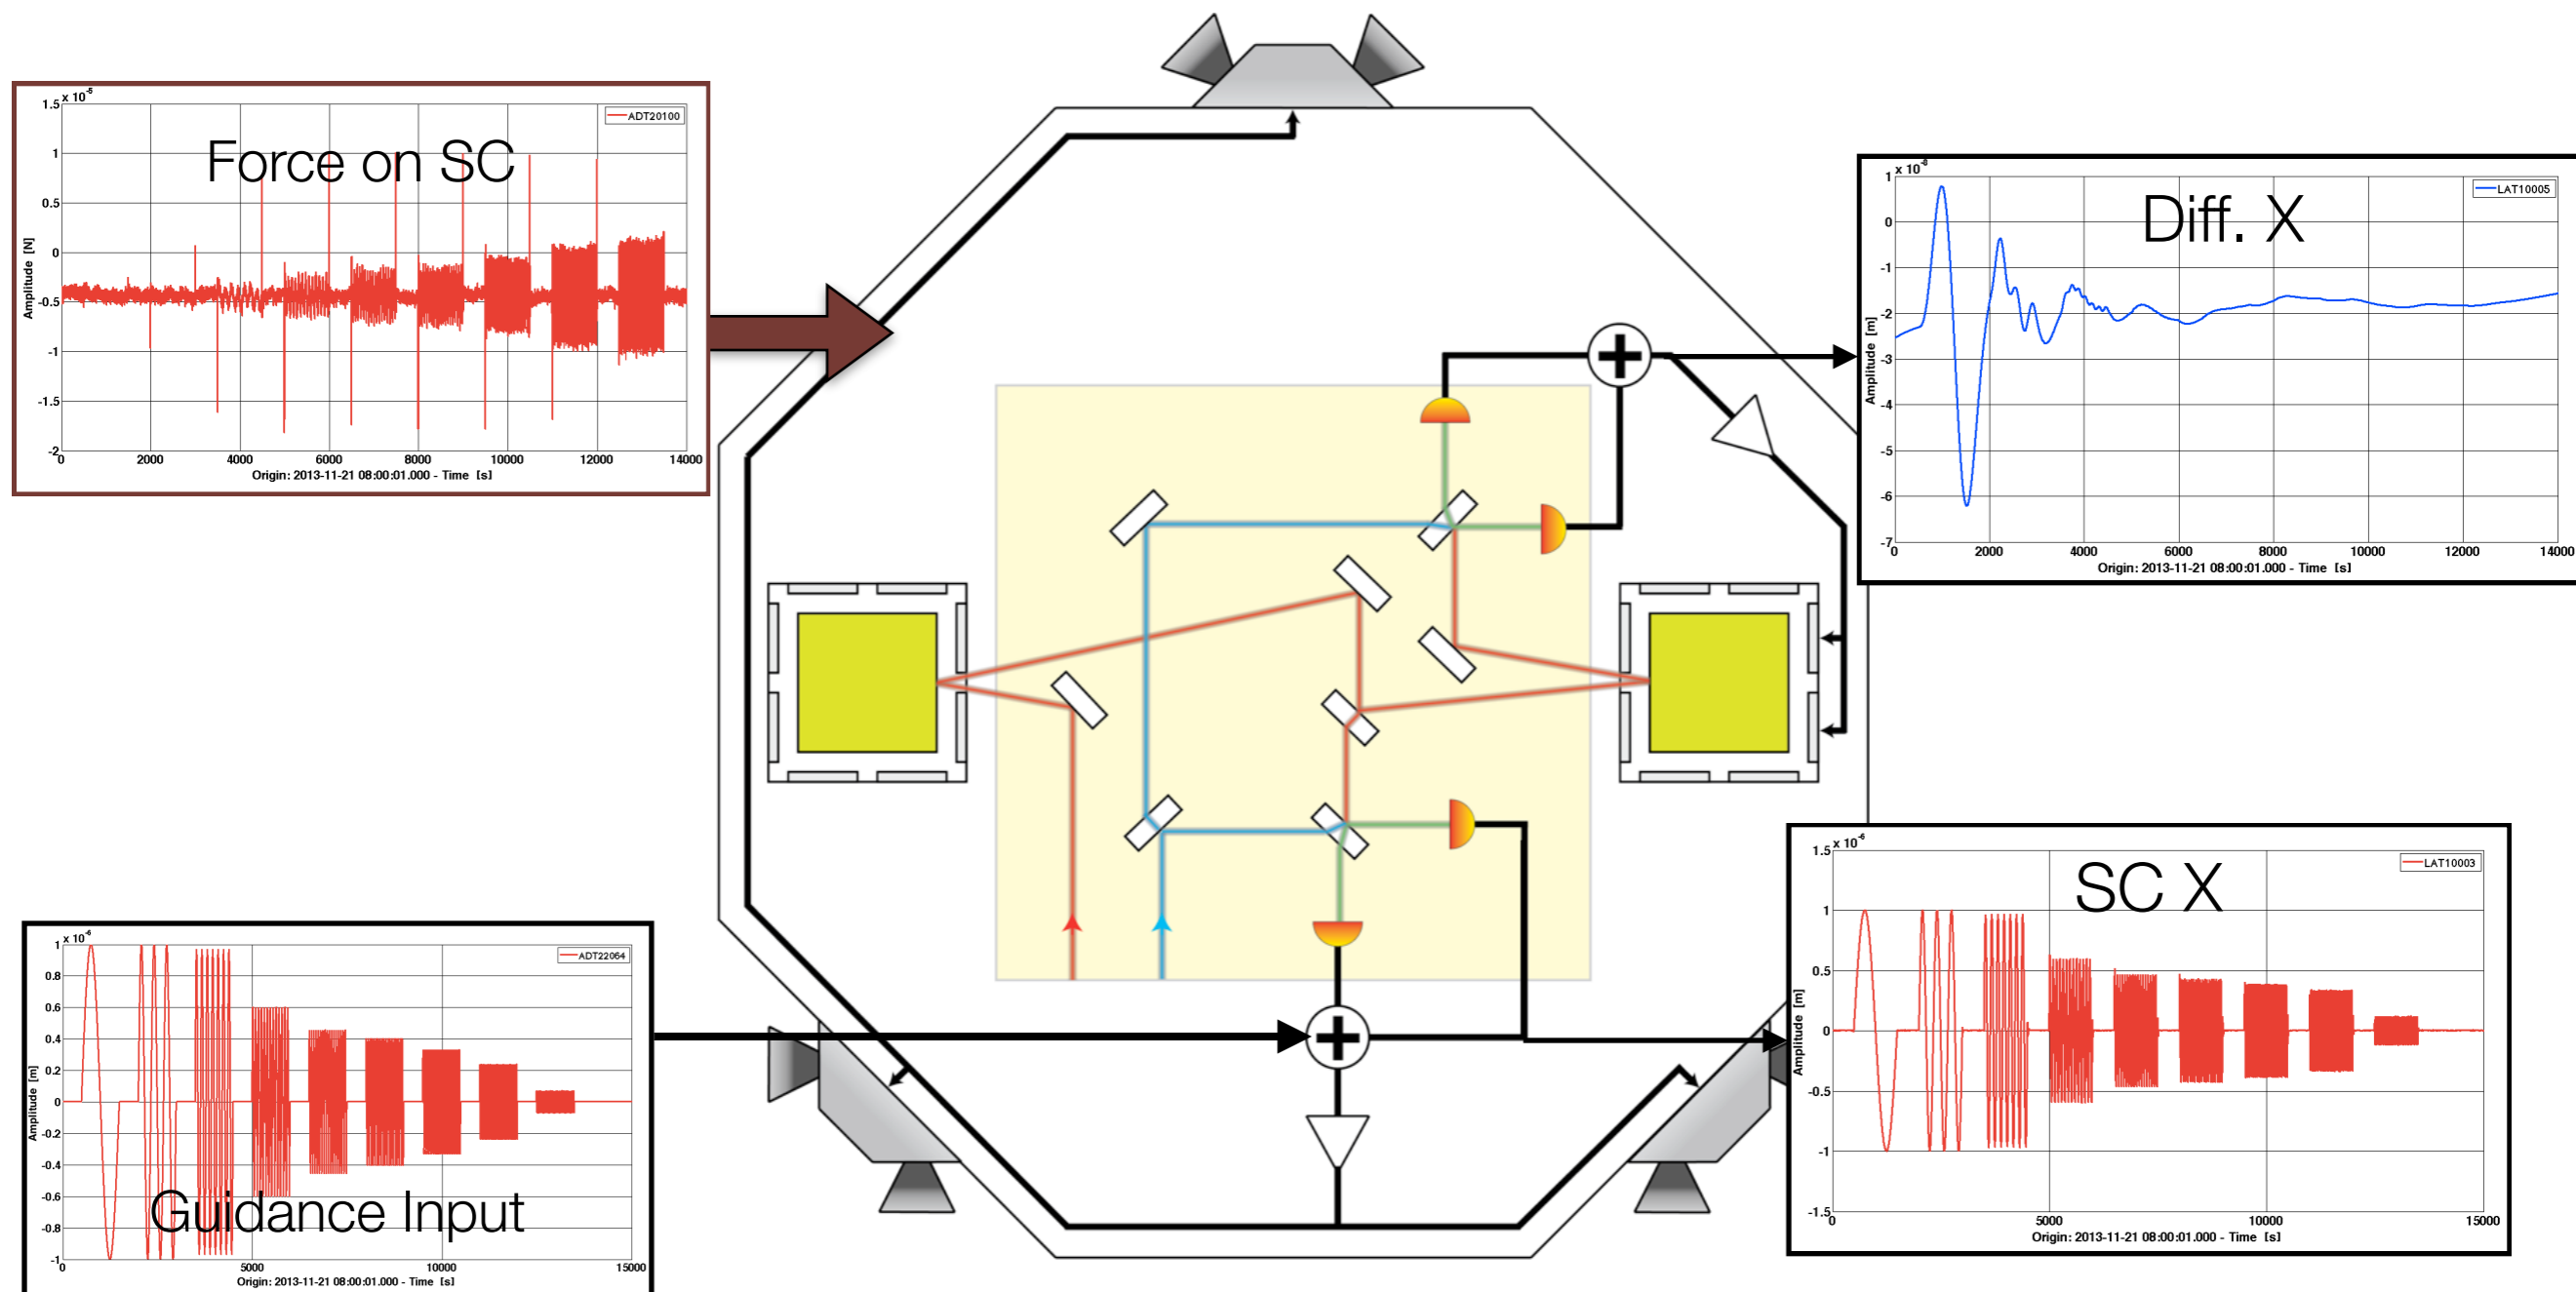 1.5 x 10^-5
ADT20100
Force on SC
1
0.5
0
-0.5
-1
-1.5
-2
Amplitude [N]
0 2000 4000 6000 8000 10000 12000 14000
Origin: 2013-11-21 08:00:01.000 - Time [s]
1 x 10^-8
LAT10005
Diff. X
0
-1
-2
-3
-4
-5
-6
-7
Amplitude [m]
0 2000 4000 6000 8000 10000 12000 14000
Origin: 2013-11-21 08:00:01.000 - Time [s]
1 x 10^-6
ADT22064
0.8
0.6
0.4
0.2
0
-0.2
-0.4
-0.6
-0.8
-1
Amplitude [m]
Guidance Input
0 5000 10000 15000
Origin: 2013-11-21 08:00:01.000 - Time [s]
1.5 x 10^-6
LAT10003
SC X
1
0.5
0
-0.5
-1
-1.5
Amplitude [m]
0 5000 10000 15000
Origin: 2013-11-21 08:00:01.000 - Time [s]